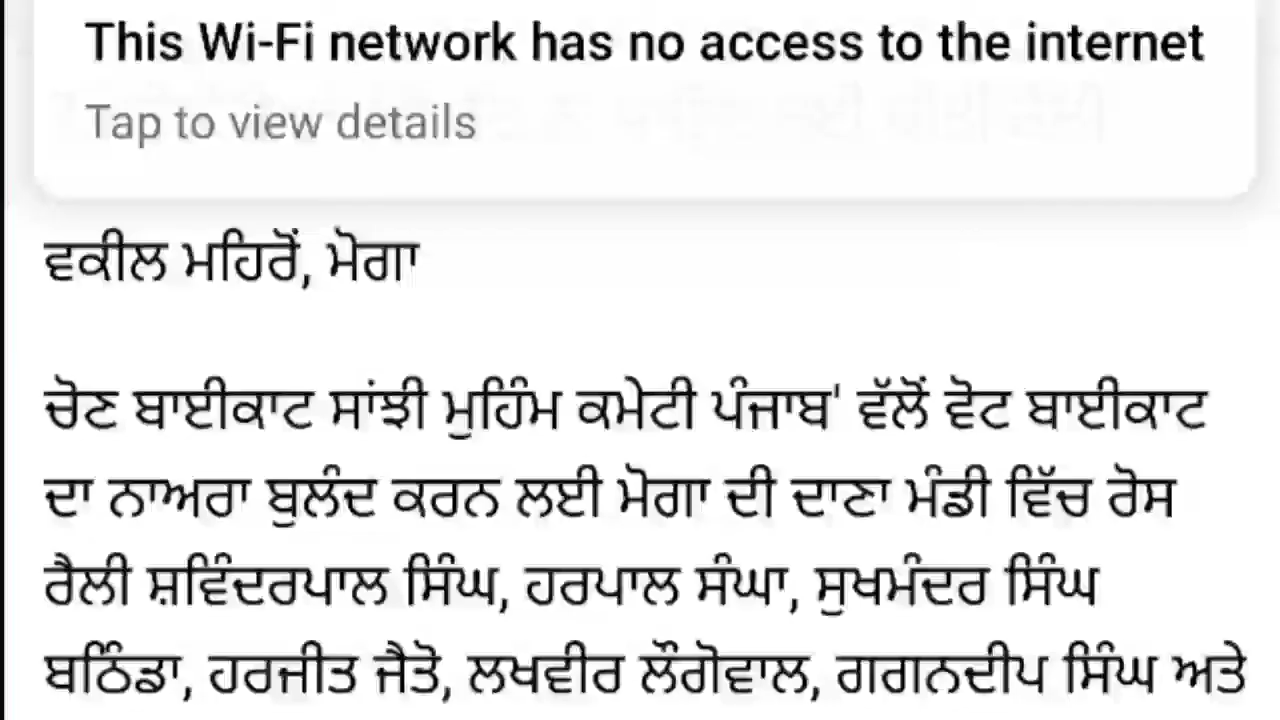 This Wi-Fi network has no access to the internet
Tap to view details
ਵਕੀਲ ਮਹਿਰੋਂ, ਮੋਗਾ
ਚੋਣ ਬਾਈਕਾਟ ਸਾਂਝੀ ਮੁਹਿੰਮ ਕਮੇਟੀ ਪੰਜਾਬ' ਵੱਲੋਂ ਵੋਟ ਬਾਈਕਾਟ
ਦਾ ਨਾਅਰਾ ਬੁਲੰਦ ਕਰਨ ਲਈ ਮੋਗਾ ਦੀ ਦਾਣਾ ਮੰਡੀ ਵਿੱਚ ਰੋਸ
ਰੈਲੀ ਸ਼ਵਿੰਦਰਪਾਲ ਸਿੰਘ, ਹਰਪਾਲ ਸੰਘਾ, ਸੁਖਮੰਦਰ ਸਿੰਘ
ਬਠਿੰਡਾ, ਹਰਜੀਤ ਜੈਤੋ, ਲਖਵੀਰ ਲੌਗੋਵਾਲ, ਗਗਨਦੀਪ ਸਿੰਘ ਅਤੇ